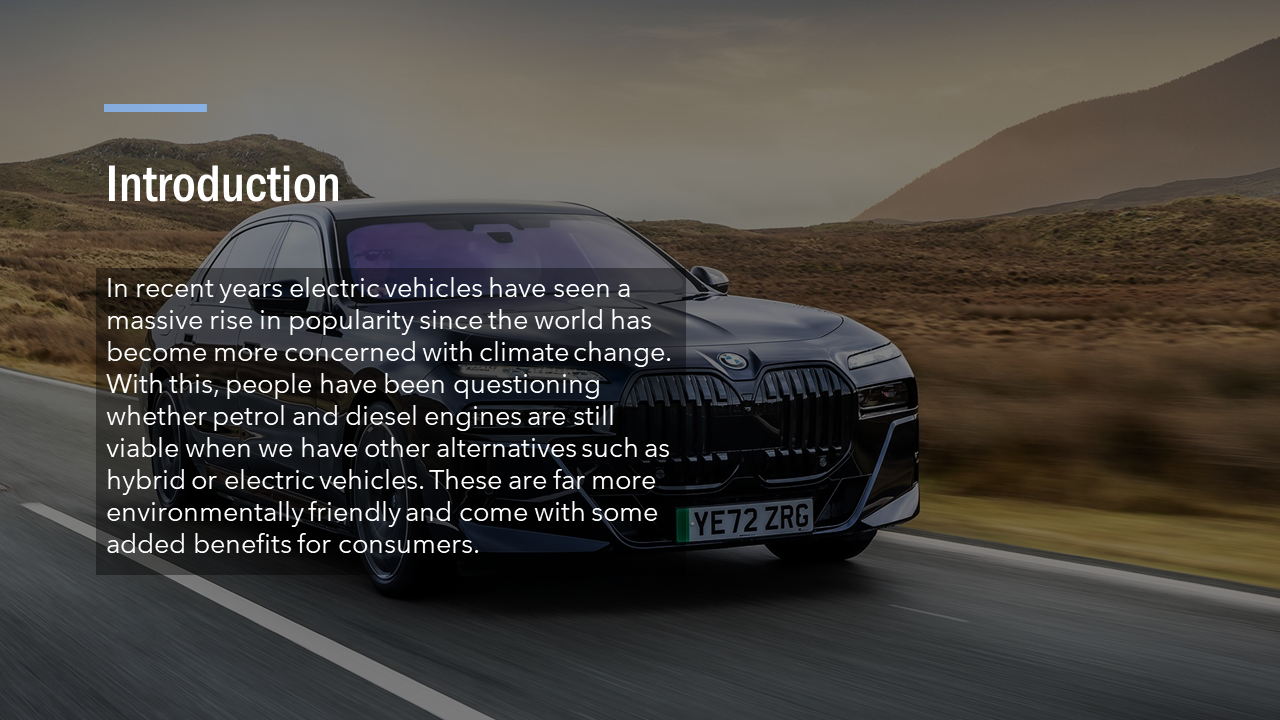 Introduction
In recent years electric vehicles have seen a
massive rise in popularity since the world has
become more concerned with climate change.
With this, people have been questioning
whether petrol and diesel engines are still
viable when we have other alternatives such as
hybrid or electric vehicles. These are far more
environmentally friendly and come with some
added benefits for consumers.
YE72 ZRG